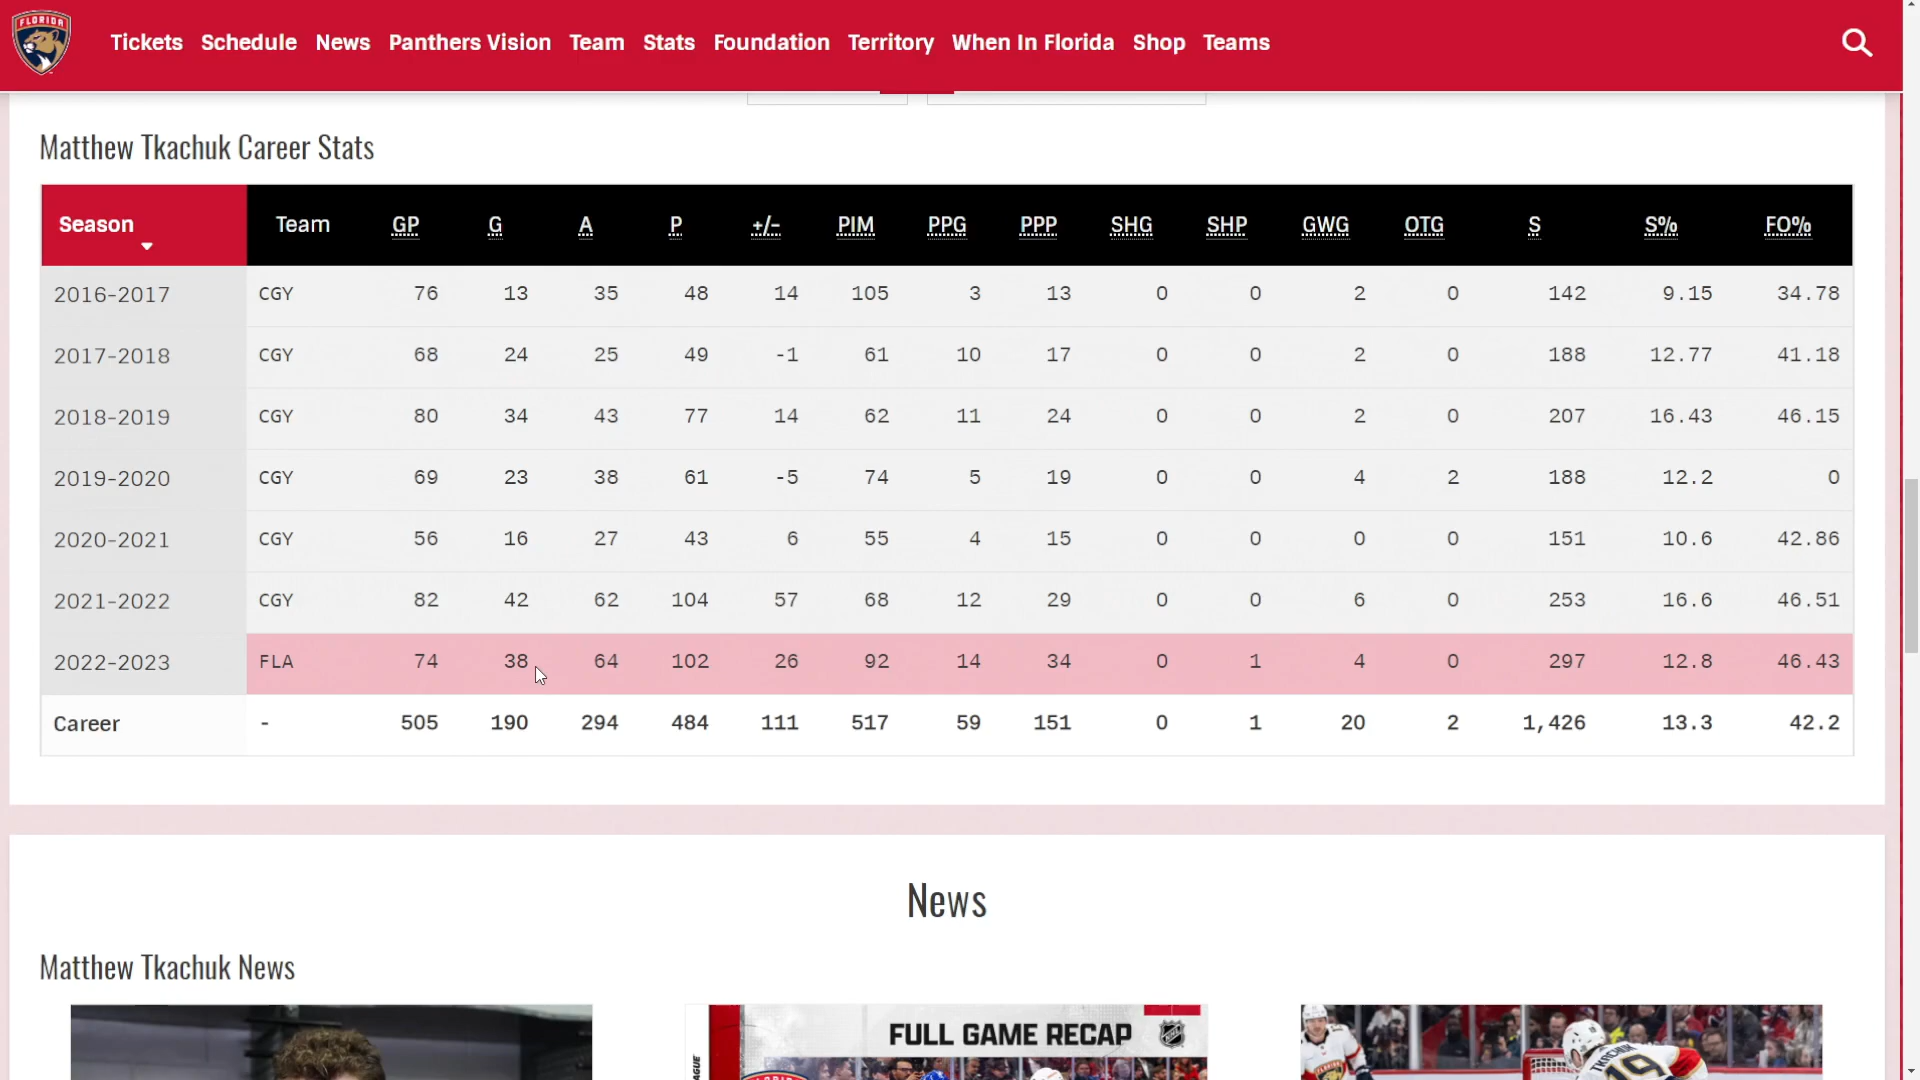 FLORIDA
Tickets Schedule News Panthers Vision Team Stats Foundation Territory When In Florida Shop Teams
Matthew Tkachuk Career Stats
Season Team GP G A P +/- PIM PPG PPP SHG SHP GWG OTG S S% FO%
2016-2017 CGY 76 13 35 48 14 105 3 13 0 0 2 0 142 9.15 34.78
2017-2018 CGY 68 24 25 49 -1 61 10 17 0 0 2 0 188 12.77 41.18
2018-2019 CGY 80 34 43 77 14 62 11 24 0 0 2 0 207 16.43 46.15
2019-2020 CGY 69 23 38 61 -5 74 5 19 0 0 4 2 188 12.2 0
2020-2021 CGY 56 16 27 43 6 55 4 15 0 0 0 0 151 10.6 42.86
2021-2022 CGY 82 42 62 104 57 68 12 29 0 0 6 0 253 16.6 46.51
2022-2023 FLA 74 38 64 102 26 92 14 34 0 1 4 0 297 12.8 46.43
Career - 505 190 294 484 111 517 59 151 0 1 20 2 1,426 13.3 42.2
News
Matthew Tkachuk News
FULL GAME RECAP
NHL
FLORIDA
TKACHUK
19